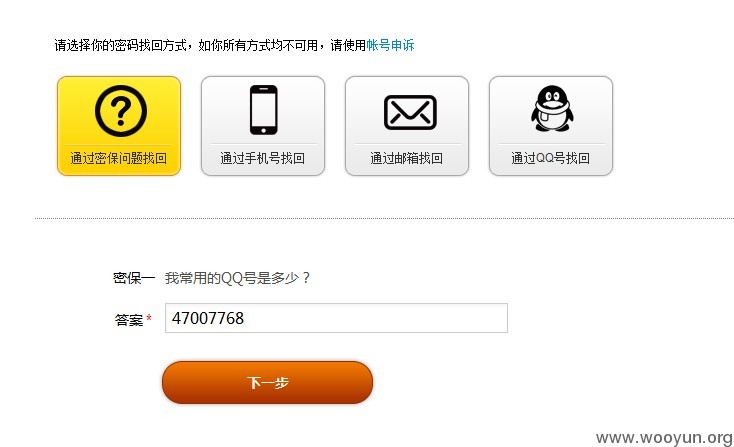 请选择你的密码找回方式，如你所有方式均不可用，请使用帐号申诉
通过密保问题找回 通过手机号找回 通过邮箱找回 通过QQ号找回
密保一 我常用的QQ号是多少？
答案 * 47007768
下一步
www.wooyun.org